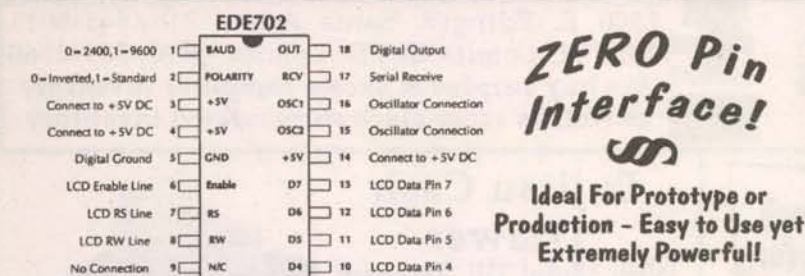 EDE702
0=2400,1=9600 1 BAUD OUT 18 Digital Output
0=Inverted,1=Standard 2 POLARITY RCV 17 Serial Receive
Connect to +5V DC 3 +5V OSC1 16 Oscillator Connection
Connect to +5V DC 4 +5V OSC2 15 Oscillator Connection
Digital Ground 5 GND +5V 14 Connect to +5V DC
LCD Enable Line 6 Enable D7 13 LCD Data Pin 7
LCD RS Line 7 RS D6 12 LCD Data Pin 6
LCD RW Line 8 RW D5 11 LCD Data Pin 5
No Connection 9 N/C D4 10 LCD Data Pin 4
ZERO Pin
Interface!
Ideal For Prototype or
Production – Easy to Use yet
Extremely Powerful!